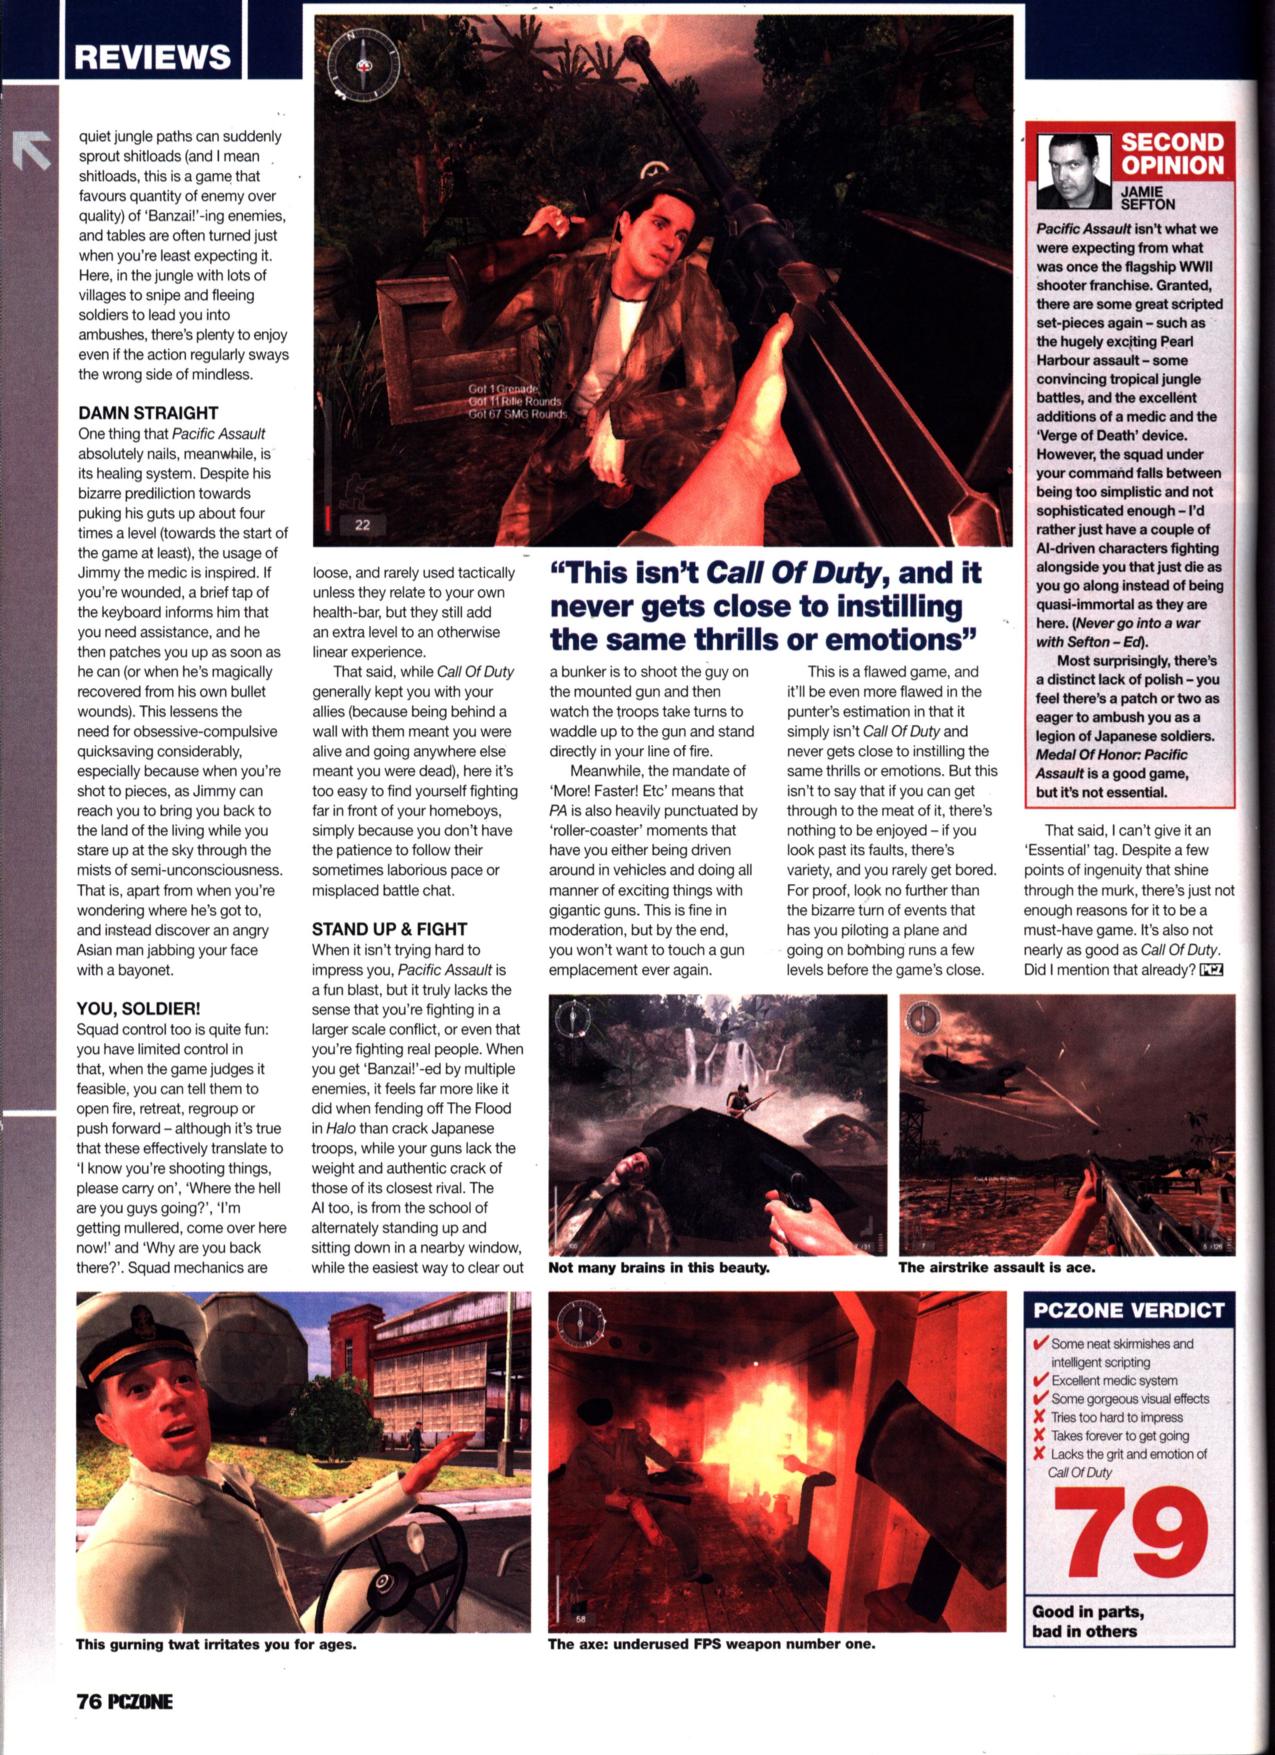 REVIEWS
quiet jungle paths can suddenly
sprout shitloads (and I mean
shitloads, this is a game that
favours quantity of enemy over
quality) of ‘Banzai!’-ing enemies,
and tables are often turned just
when you’re least expecting it.
Here, in the jungle with lots of
villages to snipe and fleeing
soldiers to lead you into
ambushes, there’s plenty to enjoy
even if the action regularly sways
the wrong side of mindless.
DAMN STRAIGHT
One thing that Pacific Assault
absolutely nails, meanwhile, is
its healing system. Despite his
bizarre prediliction towards
puking his guts up about four
times a level (towards the start of
the game at least), the usage of
Jimmy the medic is inspired. If
you’re wounded, a brief tap of
the keyboard informs him that
you need assistance, and he
then patches you up as soon as
he can (or when he’s magically
recovered from his own bullet
wounds). This lessens the
need for obsessive-compulsive
quicksaving considerably,
especially because when you’re
shot to pieces, as Jimmy can
reach you to bring you back to
the land of the living while you
stare up at the sky through the
mists of semi-unconsciousness.
That is, apart from when you’re
wondering where he’s got to,
and instead discover an angry
Asian man jabbing your face
with a bayonet.
YOU, SOLDIER!
Squad control too is quite fun:
you have limited control in
that, when the game judges it
feasible, you can tell them to
open fire, retreat, regroup or
push forward – although it’s true
that these effectively translate to
‘I know you’re shooting things,
please carry on’, ‘Where the hell
are you guys going?’, ‘I’m
getting mullered, come over here
now!’ and ‘Why are you back
there?’. Squad mechanics are
N
Got 1 Grenade
Got 11 Rifle Rounds
Got 67 SMG Rounds
22
loose, and rarely used tactically
unless they relate to your own
health-bar, but they still add
an extra level to an otherwise
linear experience.
That said, while Call Of Duty
generally kept you with your
allies (because being behind a
wall with them meant you were
alive and going anywhere else
meant you were dead), here it’s
too easy to find yourself fighting
far in front of your homeboys,
simply because you don’t have
the patience to follow their
sometimes laborious pace or
misplaced battle chat.
STAND UP & FIGHT
When it isn’t trying hard to
impress you, Pacific Assault is
a fun blast, but it truly lacks the
sense that you’re fighting in a
larger scale conflict, or even that
you’re fighting real people. When
you get ‘Banzai!’-ed by multiple
enemies, it feels far more like it
did when fending off The Flood
in Halo than crack Japanese
troops, while your guns lack the
weight and authentic crack of
those of its closest rival. The
AI too, is from the school of
alternately standing up and
sitting down in a nearby window,
while the easiest way to clear out
“This isn’t Call Of Duty, and it
never gets close to instilling
the same thrills or emotions”
a bunker is to shoot the guy on
the mounted gun and then
watch the troops take turns to
waddle up to the gun and stand
directly in your line of fire.
Meanwhile, the mandate of
‘More! Faster! Etc’ means that
PA is also heavily punctuated by
‘roller-coaster’ moments that
have you either being driven
around in vehicles and doing all
manner of exciting things with
gigantic guns. This is fine in
moderation, but by the end,
you won’t want to touch a gun
emplacement ever again.
This is a flawed game, and
it’ll be even more flawed in the
punter’s estimation in that it
simply isn’t Call Of Duty and
never gets close to instilling the
same thrills or emotions. But this
isn’t to say that if you can get
through to the meat of it, there’s
nothing to be enjoyed – if you
look past its faults, there’s
variety, and you rarely get bored.
For proof, look no further than
the bizarre turn of events that
has you piloting a plane and
going on bombing runs a few
levels before the game’s close.
SECOND
OPINION
JAMIE
SEFTON
Pacific Assault isn’t what we
were expecting from what
was once the flagship WWII
shooter franchise. Granted,
there are some great scripted
set-pieces again – such as
the hugely exciting Pearl
Harbour assault – some
convincing tropical jungle
battles, and the excellent
additions of a medic and the
‘Verge of Death’ device.
However, the squad under
your command falls between
being too simplistic and not
sophisticated enough – I’d
rather just have a couple of
AI-driven characters fighting
alongside you that just die as
you go along instead of being
quasi-immortal as they are
here. (Never go into a war
with Sefton – Ed).
Most surprisingly, there’s
a distinct lack of polish – you
feel there’s a patch or two as
eager to ambush you as a
legion of Japanese soldiers.
Medal Of Honor: Pacific
Assault is a good game,
but it’s not essential.
That said, I can’t give it an
‘Essential’ tag. Despite a few
points of ingenuity that shine
through the murk, there’s just not
enough reasons for it to be a
must-have game. It’s also not
nearly as good as Call Of Duty.
Did I mention that already? PCZ
Not many brains in this beauty.
The airstrike assault is ace.
This gurning twat irritates you for ages.
58
The axe: underused FPS weapon number one.
PCZONE VERDICT
✔ Some neat skirmishes and
intelligent scripting
✔ Excellent medic system
✔ Some gorgeous visual effects
✘ Tries too hard to impress
✘ Takes forever to get going
✘ Lacks the grit and emotion of
Call Of Duty
79
Good in parts,
bad in others
76 PCZONE